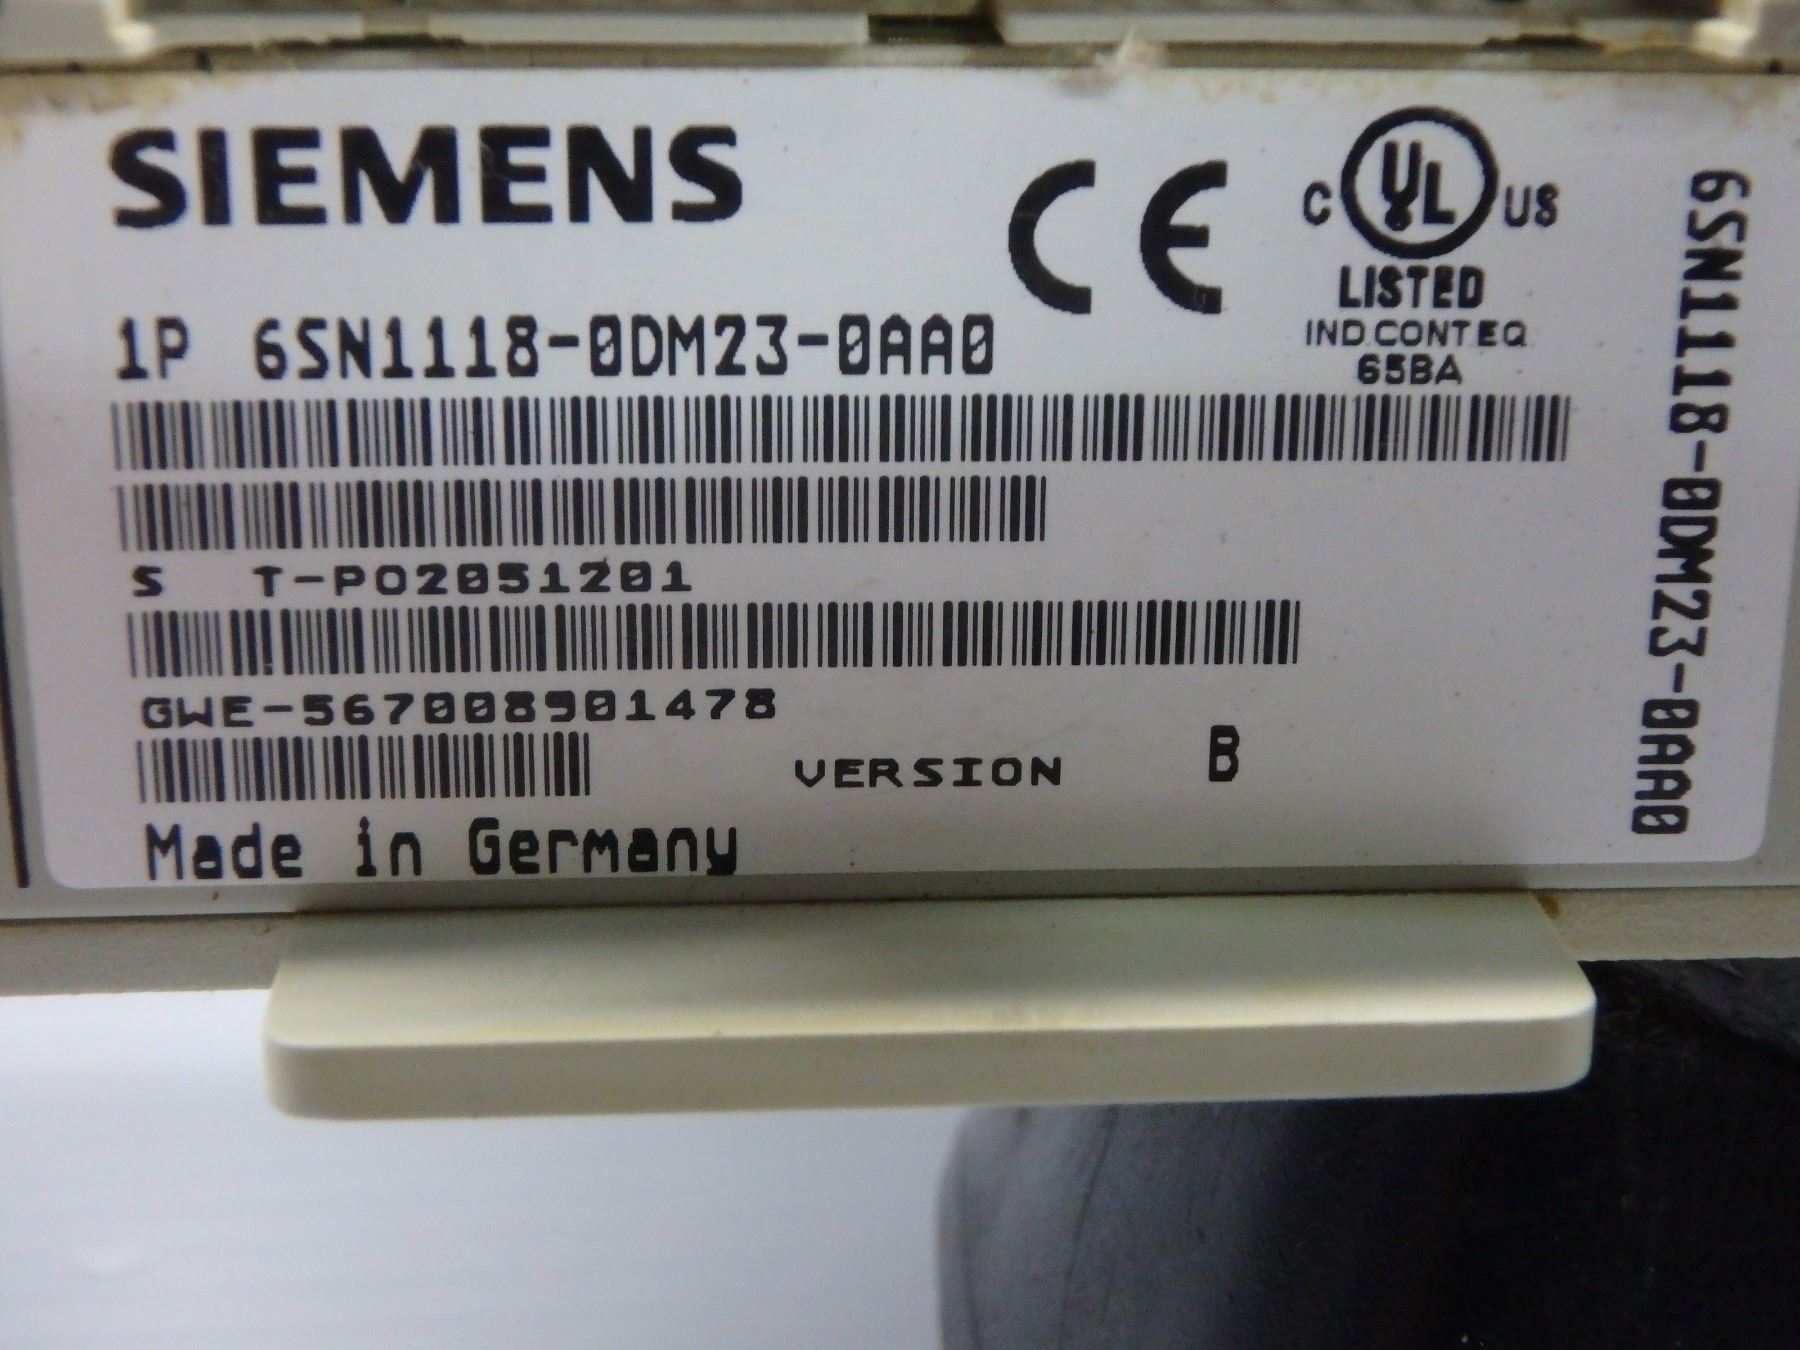 SIEMENS
CE
C UL US
LISTED
IND.CONT.EQ
65BA
1P 6SN1118-0DM23-0AA0
S T-PO2051201
GWE-567008901478
VERSION B
Made in Germany
6SN1118-0DM23-0AA0